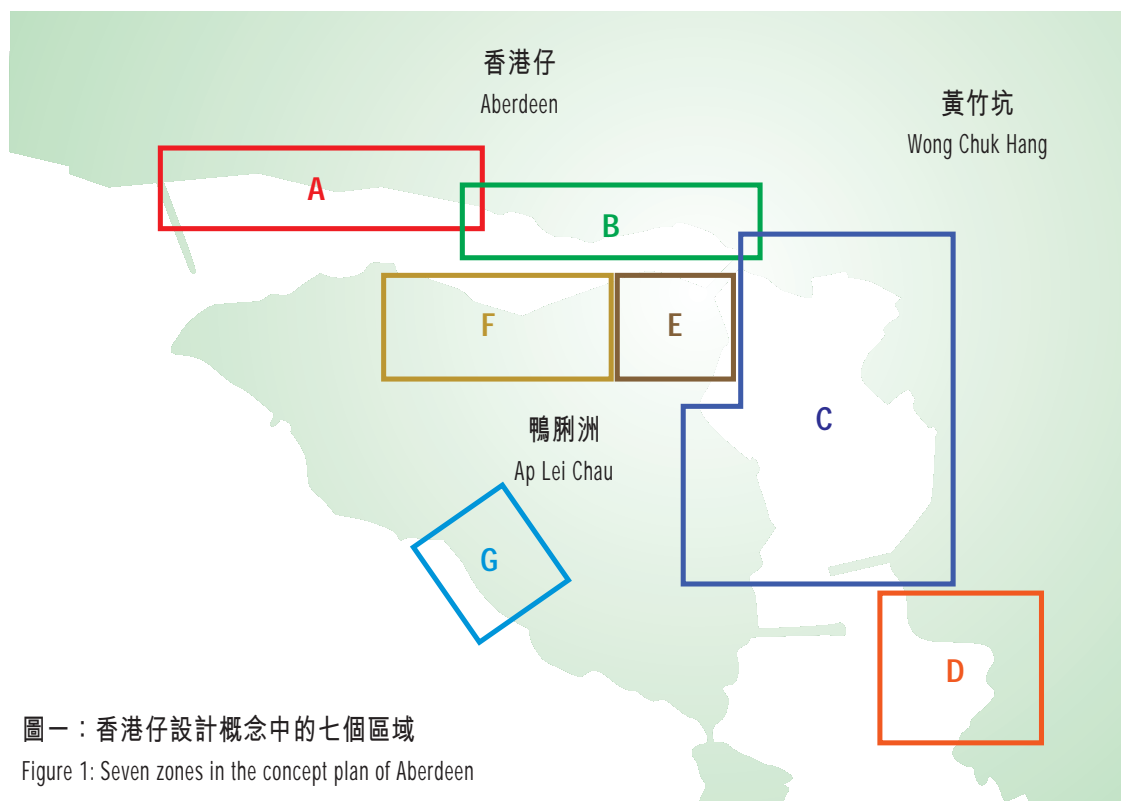 香港仔
Aberdeen
黃竹坑
Wong Chuk Hang
A
B
F
E
C
鴨脷洲
Ap Lei Chau
G
D
圖一：香港仔設計概念中的七個區域
Figure 1: Seven zones in the concept plan of Aberdeen